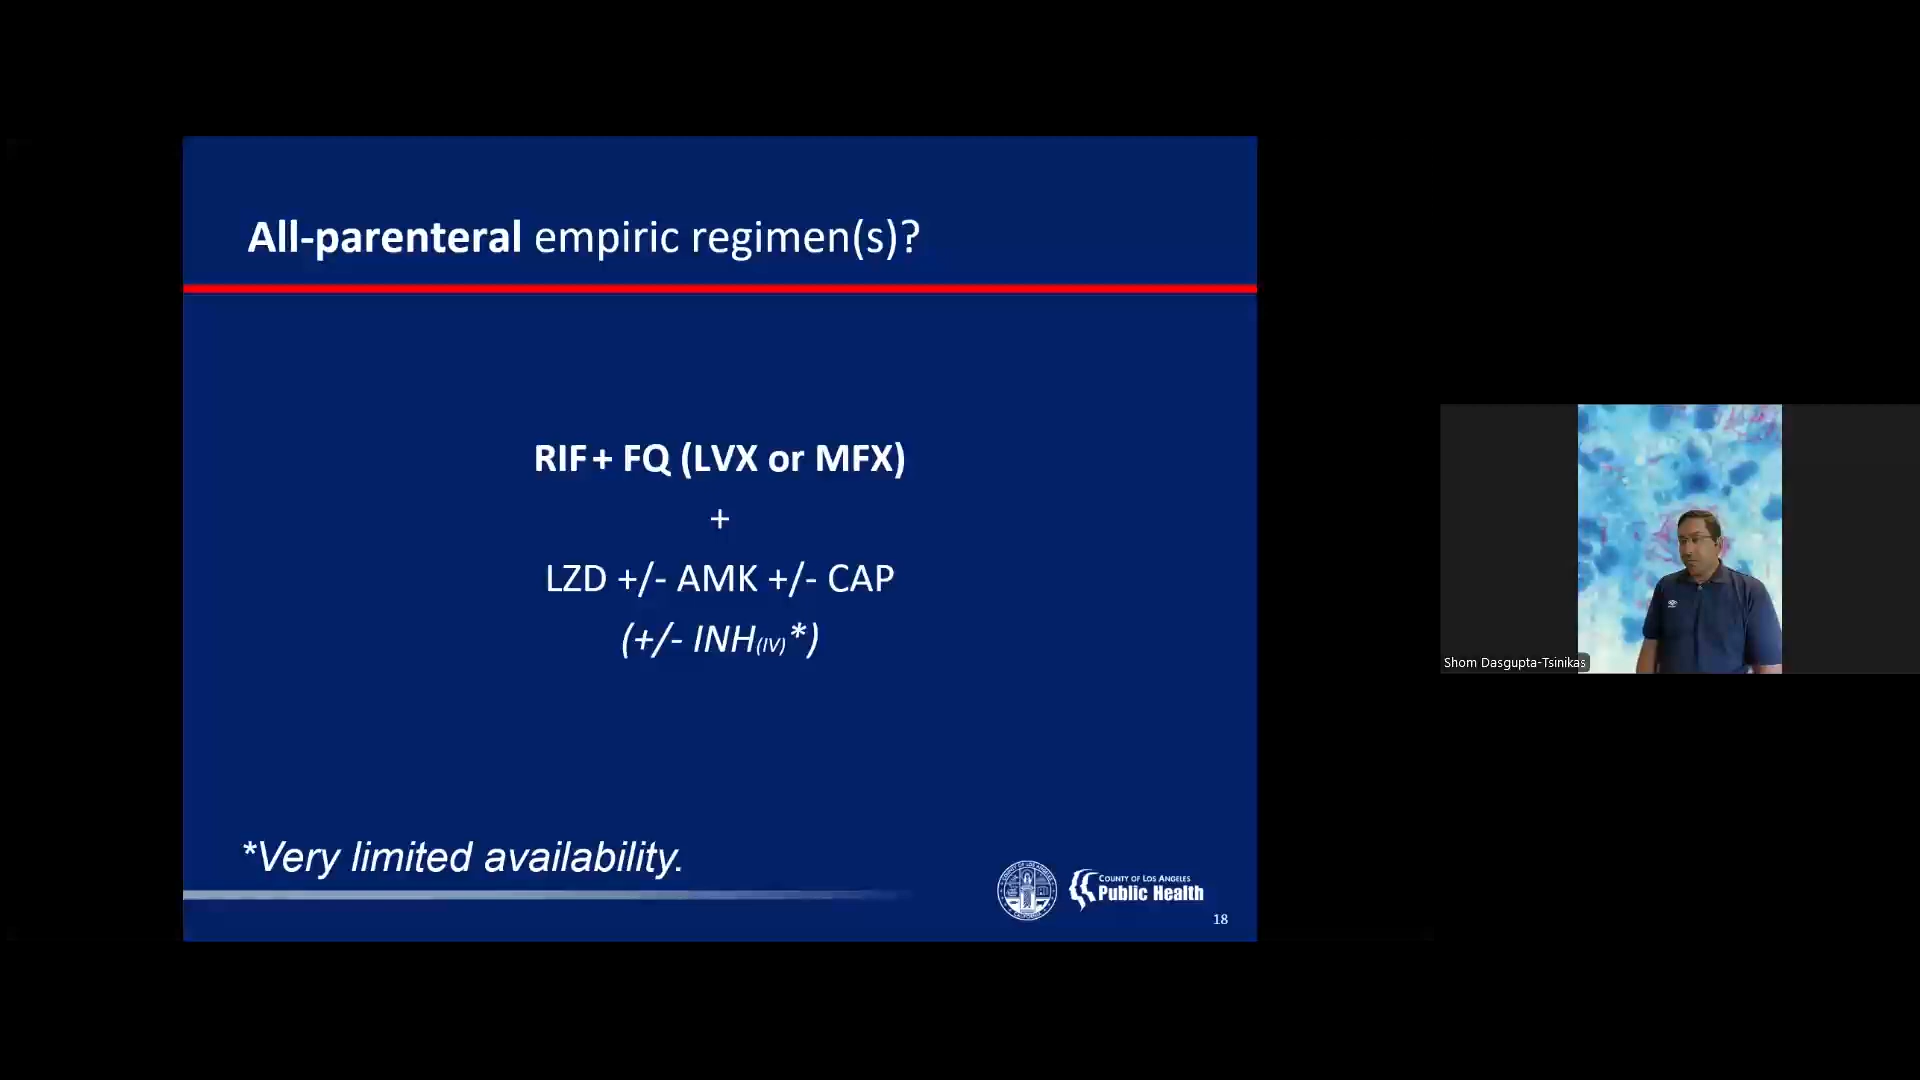 All-parenteral empiric regimen(s)?
RIF+ FQ (LVX or MFX)
+
LZD +/- AMK +/- CAP
(+/- INH(IV)*)
*Very limited availability.
COUNTY OF LOS ANGELES
Public Health
18
Shom Dasgupta-Tsinikas